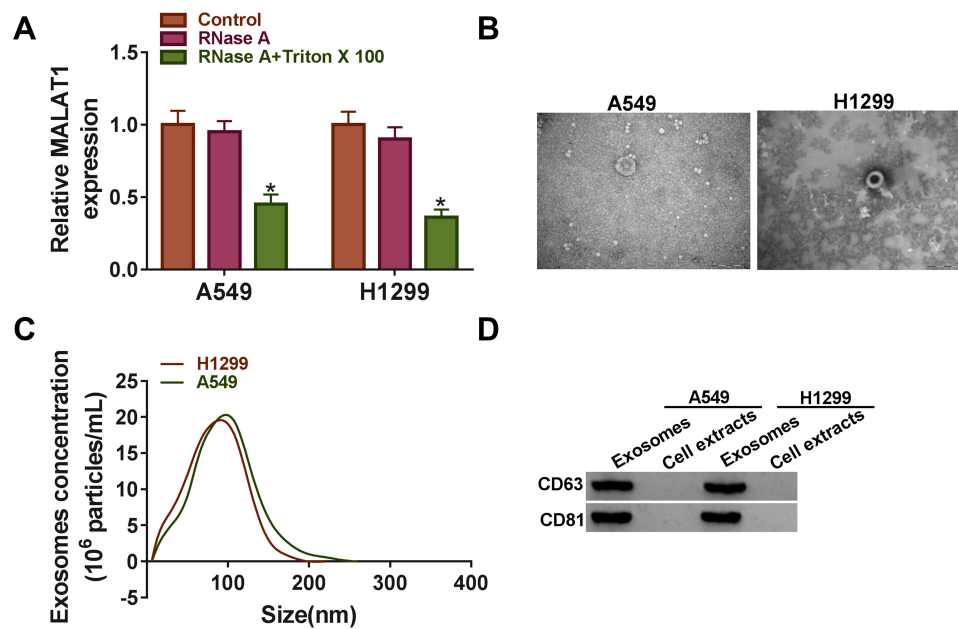 A
Control
RNase A
RNase A+Triton X 100
Relative MALAT1
expression
1.5
1.0
0.5
0.0
*
*
A549
H1299
B
A549
H1299
C
H1299
A549
Exosomes concentration
(10⁶ particles/mL)
25
20
15
10
5
0
-5
100
200
300
400
Size(nm)
D
A549
H1299
Exosomes
Cell extracts
Exosomes
Cell extracts
CD63
CD81